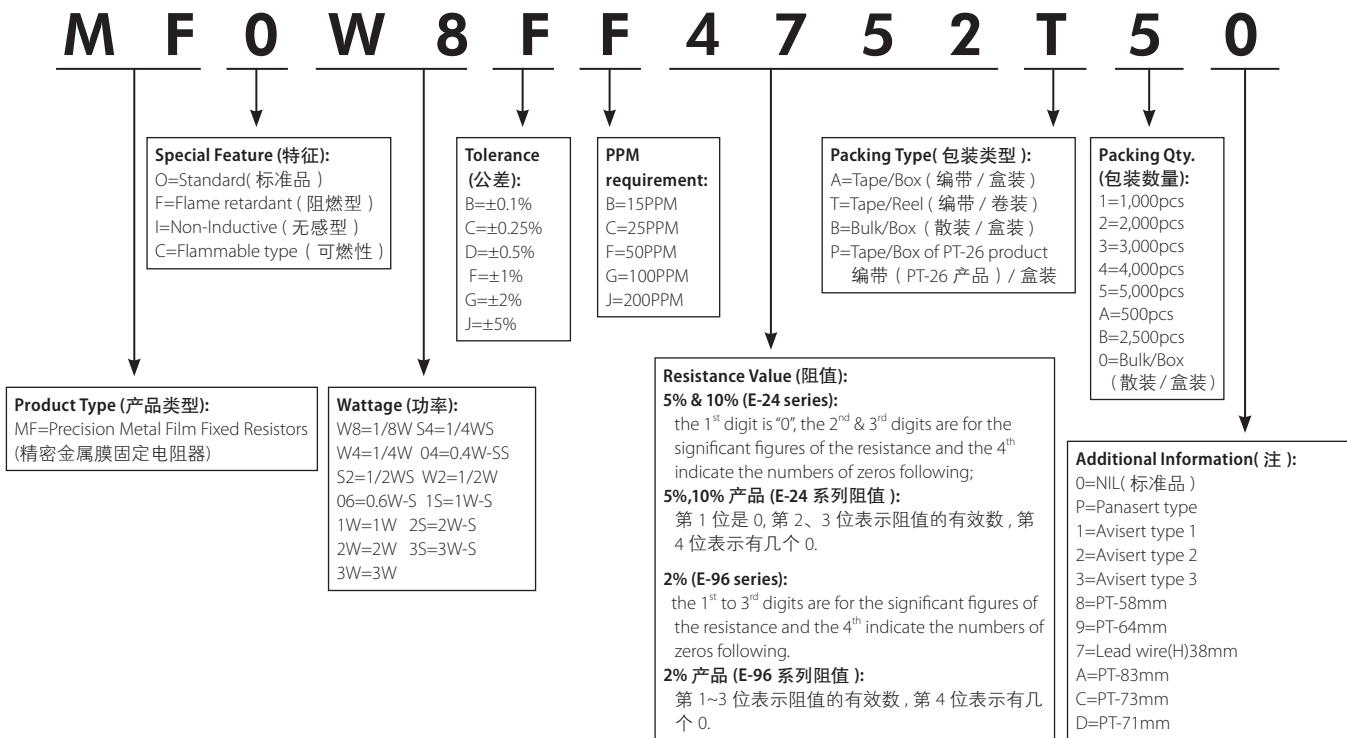 M F 0 W 8 F F 4 7 5 2 T 5 0
Special Feature (特征):
O=Standard( 标准品 )
F=Flame retardant ( 阻燃型 )
I=Non-Inductive ( 无感型 )
C=Flammable type （ 可燃性 )
Tolerance
(公差):
B=±0.1%
C=±0.25%
D=±0.5%
F=±1%
G=±2%
J=±5%
PPM
requirement:
B=15PPM
C=25PPM
F=50PPM
G=100PPM
J=200PPM
Packing Type( 包装类型 ):
A=Tape/Box ( 编带 / 盒装 )
T=Tape/Reel ( 编带 / 卷装 )
B=Bulk/Box （ 散装 / 盒装 )
P=Tape/Box of PT-26 product
编带（ PT-26 产品 ）/ 盒装
Packing Qty.
(包装数量):
1=1,000pcs
2=2,000pcs
3=3,000pcs
4=4,000pcs
5=5,000pcs
A=500pcs
B=2,500pcs
0=Bulk/Box
（散装 / 盒装 )
Product Type (产品类型):
MF=Precision Metal Film Fixed Resistors
(精密金属膜固定电阻器)
Wattage (功率):
W8=1/8W S4=1/4WS
W4=1/4W 04=0.4W-SS
S2=1/2WS W2=1/2W
06=0.6W-S 1S=1W-S
1W=1W 2S=2W-S
2W=2W 3S=3W-S
3W=3W
Resistance Value (阻值):
5% & 10% (E-24 series):
the 1st digit is "0", the 2nd & 3rd digits are for the
significant figures of the resistance and the 4th
indicate the numbers of zeros following;
5%,10% 产品 (E-24 系列阻值 ):
第 1 位是 0, 第 2、3 位表示阻值的有效数 , 第
4 位表示有几个 0.
2% (E-96 series):
the 1st to 3rd digits are for the significant figures of
the resistance and the 4th indicate the numbers of
zeros following.
2% 产品 (E-96 系列阻值 ):
第 1~3 位表示阻值的有效数 , 第 4 位表示有几
个 0.
Additional Information( 注 ):
0=NIL( 标准品 )
P=Panasert type
1=Avisert type 1
2=Avisert type 2
3=Avisert type 3
8=PT-58mm
9=PT-64mm
7=Lead wire(H)38mm
A=PT-83mm
C=PT-73mm
D=PT-71mm